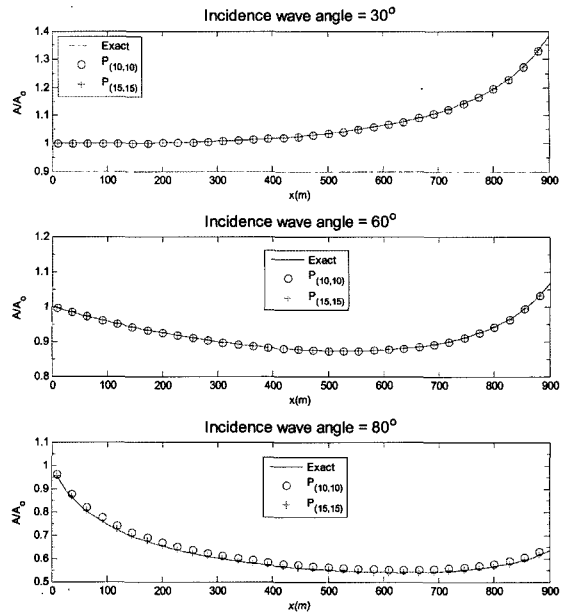 Incidence wave angle = 30°
Exact
P(10,10)
P(15,15)
A/Ao
1.4
1.3
1.2
1.1
1
0.9
0 100 200 300 400 500 600 700 800 900
x(m)
Incidence wave angle = 60°
Exact
P(10,10)
P(15,15)
A/Ao
1.2
1.1
1
0.9
0.8
0 100 200 300 400 500 600 700 800 900
x(m)
Incidence wave angle = 80°
Exact
P(10,10)
P(15,15)
A/Ao
1.1
1
0.9
0.8
0.7
0.6
0.5
0 100 200 300 400 500 600 700 800 900
x(m)